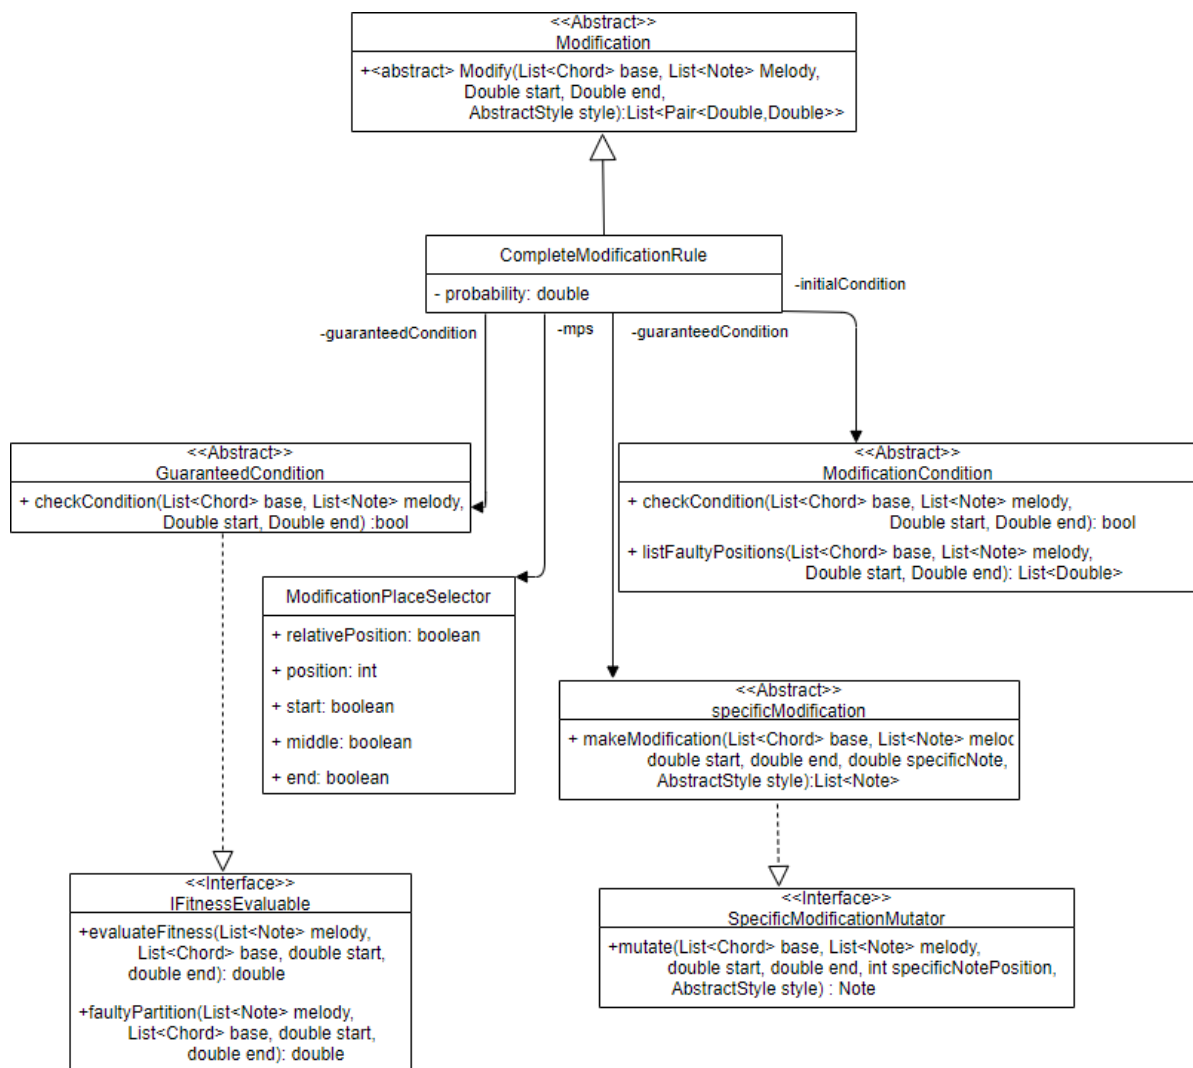 <<Abstract>>
Modification
+<abstract> Modify(List<Chord> base, List<Note> Melody,
Double start, Double end,
AbstractStyle style):List<Pair<Double,Double>>
CompleteModificationRule
- probability: double
-initialCondition
-guaranteedCondition
-mps
-guaranteedCondition
<<Abstract>>
GuaranteedCondition
+ checkCondition(List<Chord> base, List<Note> melody,
Double start, Double end) :bool
<<Abstract>>
ModificationCondition
+ checkCondition(List<Chord> base, List<Note> melody,
Double start, Double end): bool
+ listFaultyPositions(List<Chord> base, List<Note> melody,
Double start, Double end): List<Double>
ModificationPlaceSelector
+ relativePosition: boolean
+ position: int
+ start: boolean
+ middle: boolean
+ end: boolean
<<Abstract>>
specificModification
+ makeModification(List<Chord> base, List<Note> meloc
double start, double end, double specificNote,
AbstractStyle style):List<Note>
<<Interface>>
IFitnessEvaluable
+evaluateFitness(List<Note> melody,
List<Chord> base, double start,
double end): double
+faultyPartition(List<Note> melody,
List<Chord> base, double start,
double end): double
<<Interface>>
SpecificModificationMutator
+mutate(List<Chord> base, List<Note> melody,
double start, double end, int specificNotePosition,
AbstractStyle style) : Note